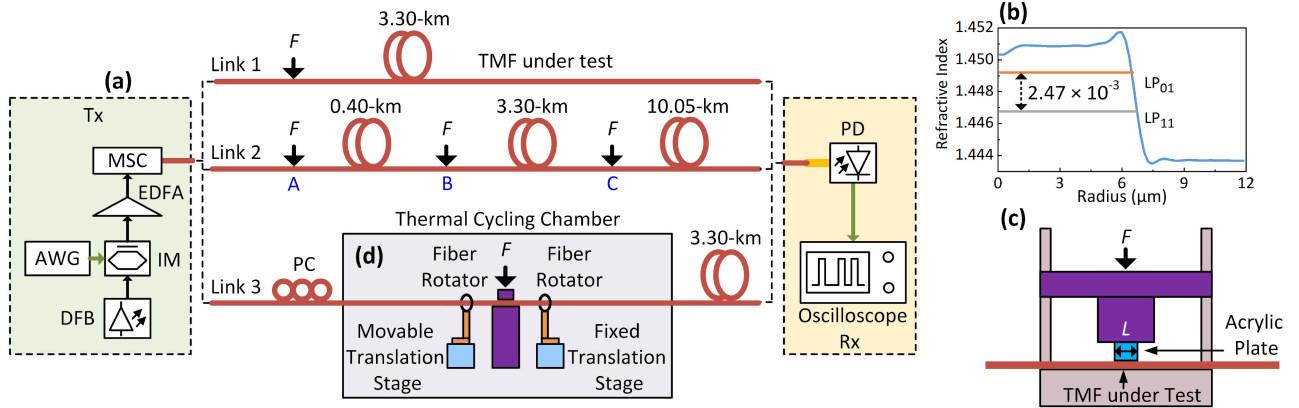 (a)
Tx
MSC
EDFA
AWG
IM
DFB
3.30-km
F
Link 1
TMF under test
0.40-km
3.30-km
10.05-km
F
F
F
Link 2
A
B
C
Thermal Cycling Chamber
(d)
Fiber
Rotator
F
Fiber
Rotator
3.30-km
PC
Link 3
Movable
Translation
Stage
Fixed
Translation
Stage
PD
Oscilloscope
Rx
(b)
1.452
1.450
1.448
1.446
1.444
Refractive Index
LP01
2.47 × 10-3
LP11
0
3
6
9
12
Radius (μm)
(c)
F
L
Acrylic
Plate
TMF under Test